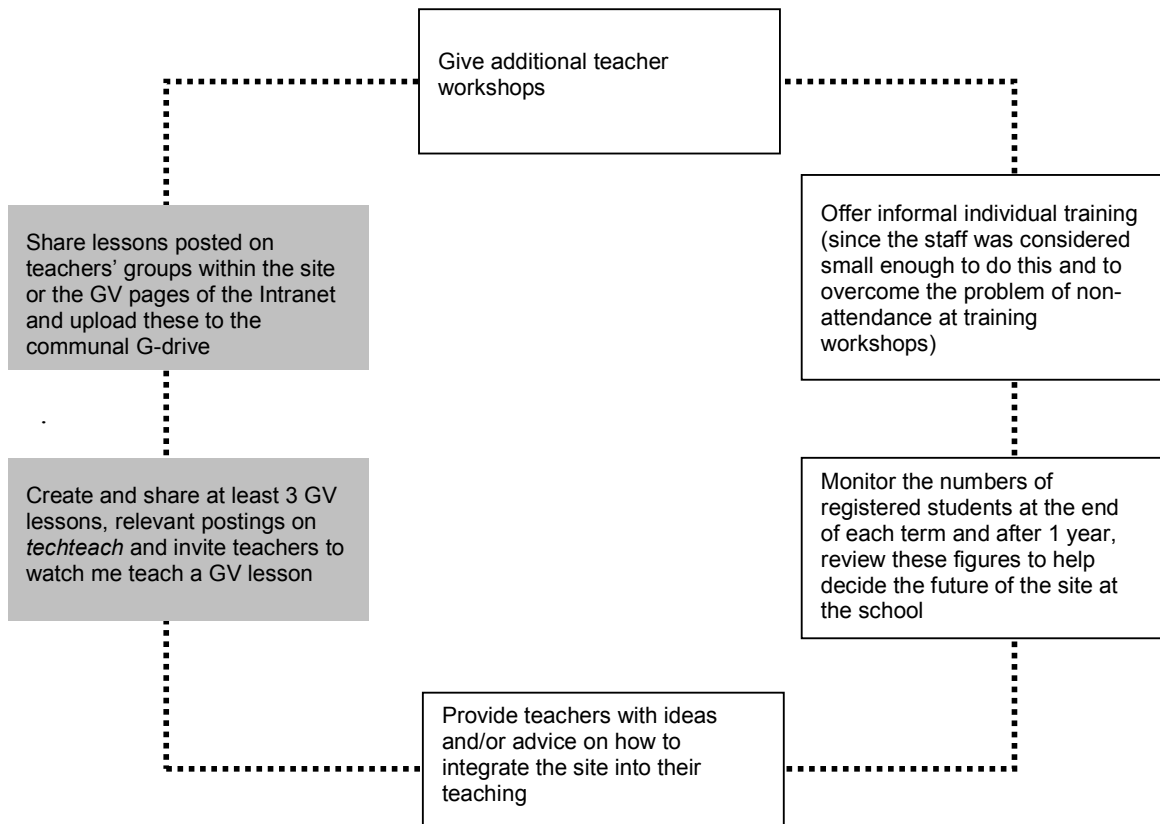 Give additional teacher
workshops
Share lessons posted on
teachers’ groups within the site
or the GV pages of the Intranet
and upload these to the
communal G-drive
Offer informal individual training
(since the staff was considered
small enough to do this and to
overcome the problem of non-
attendance at training
workshops)
.
Create and share at least 3 GV
lessons, relevant postings on
techteach and invite teachers to
watch me teach a GV lesson
Monitor the numbers of
registered students at the end
of each term and after 1 year,
review these figures to help
decide the future of the site at
the school
Provide teachers with ideas
and/or advice on how to
integrate the site into their
teaching